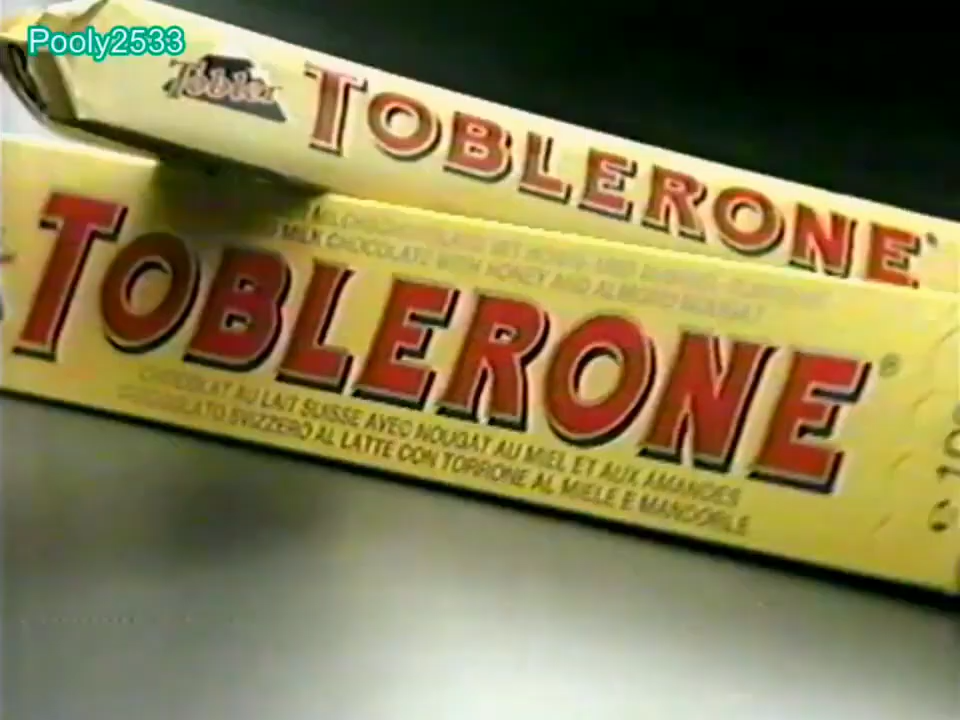 Pooly2533
Tobler
TOBLERONE
MILK CHOCOLATE WITH HONEY AND ALMOND NOUGAT
TOBLERONE®
CHOCOLAT AU LAIT SUISSE AVEC NOUGAT AU MIEL ET AUX AMANDES
CIOCCOLATO SVIZZERO AL LATTE CON TORRONE AL MIELE E MANDORLE